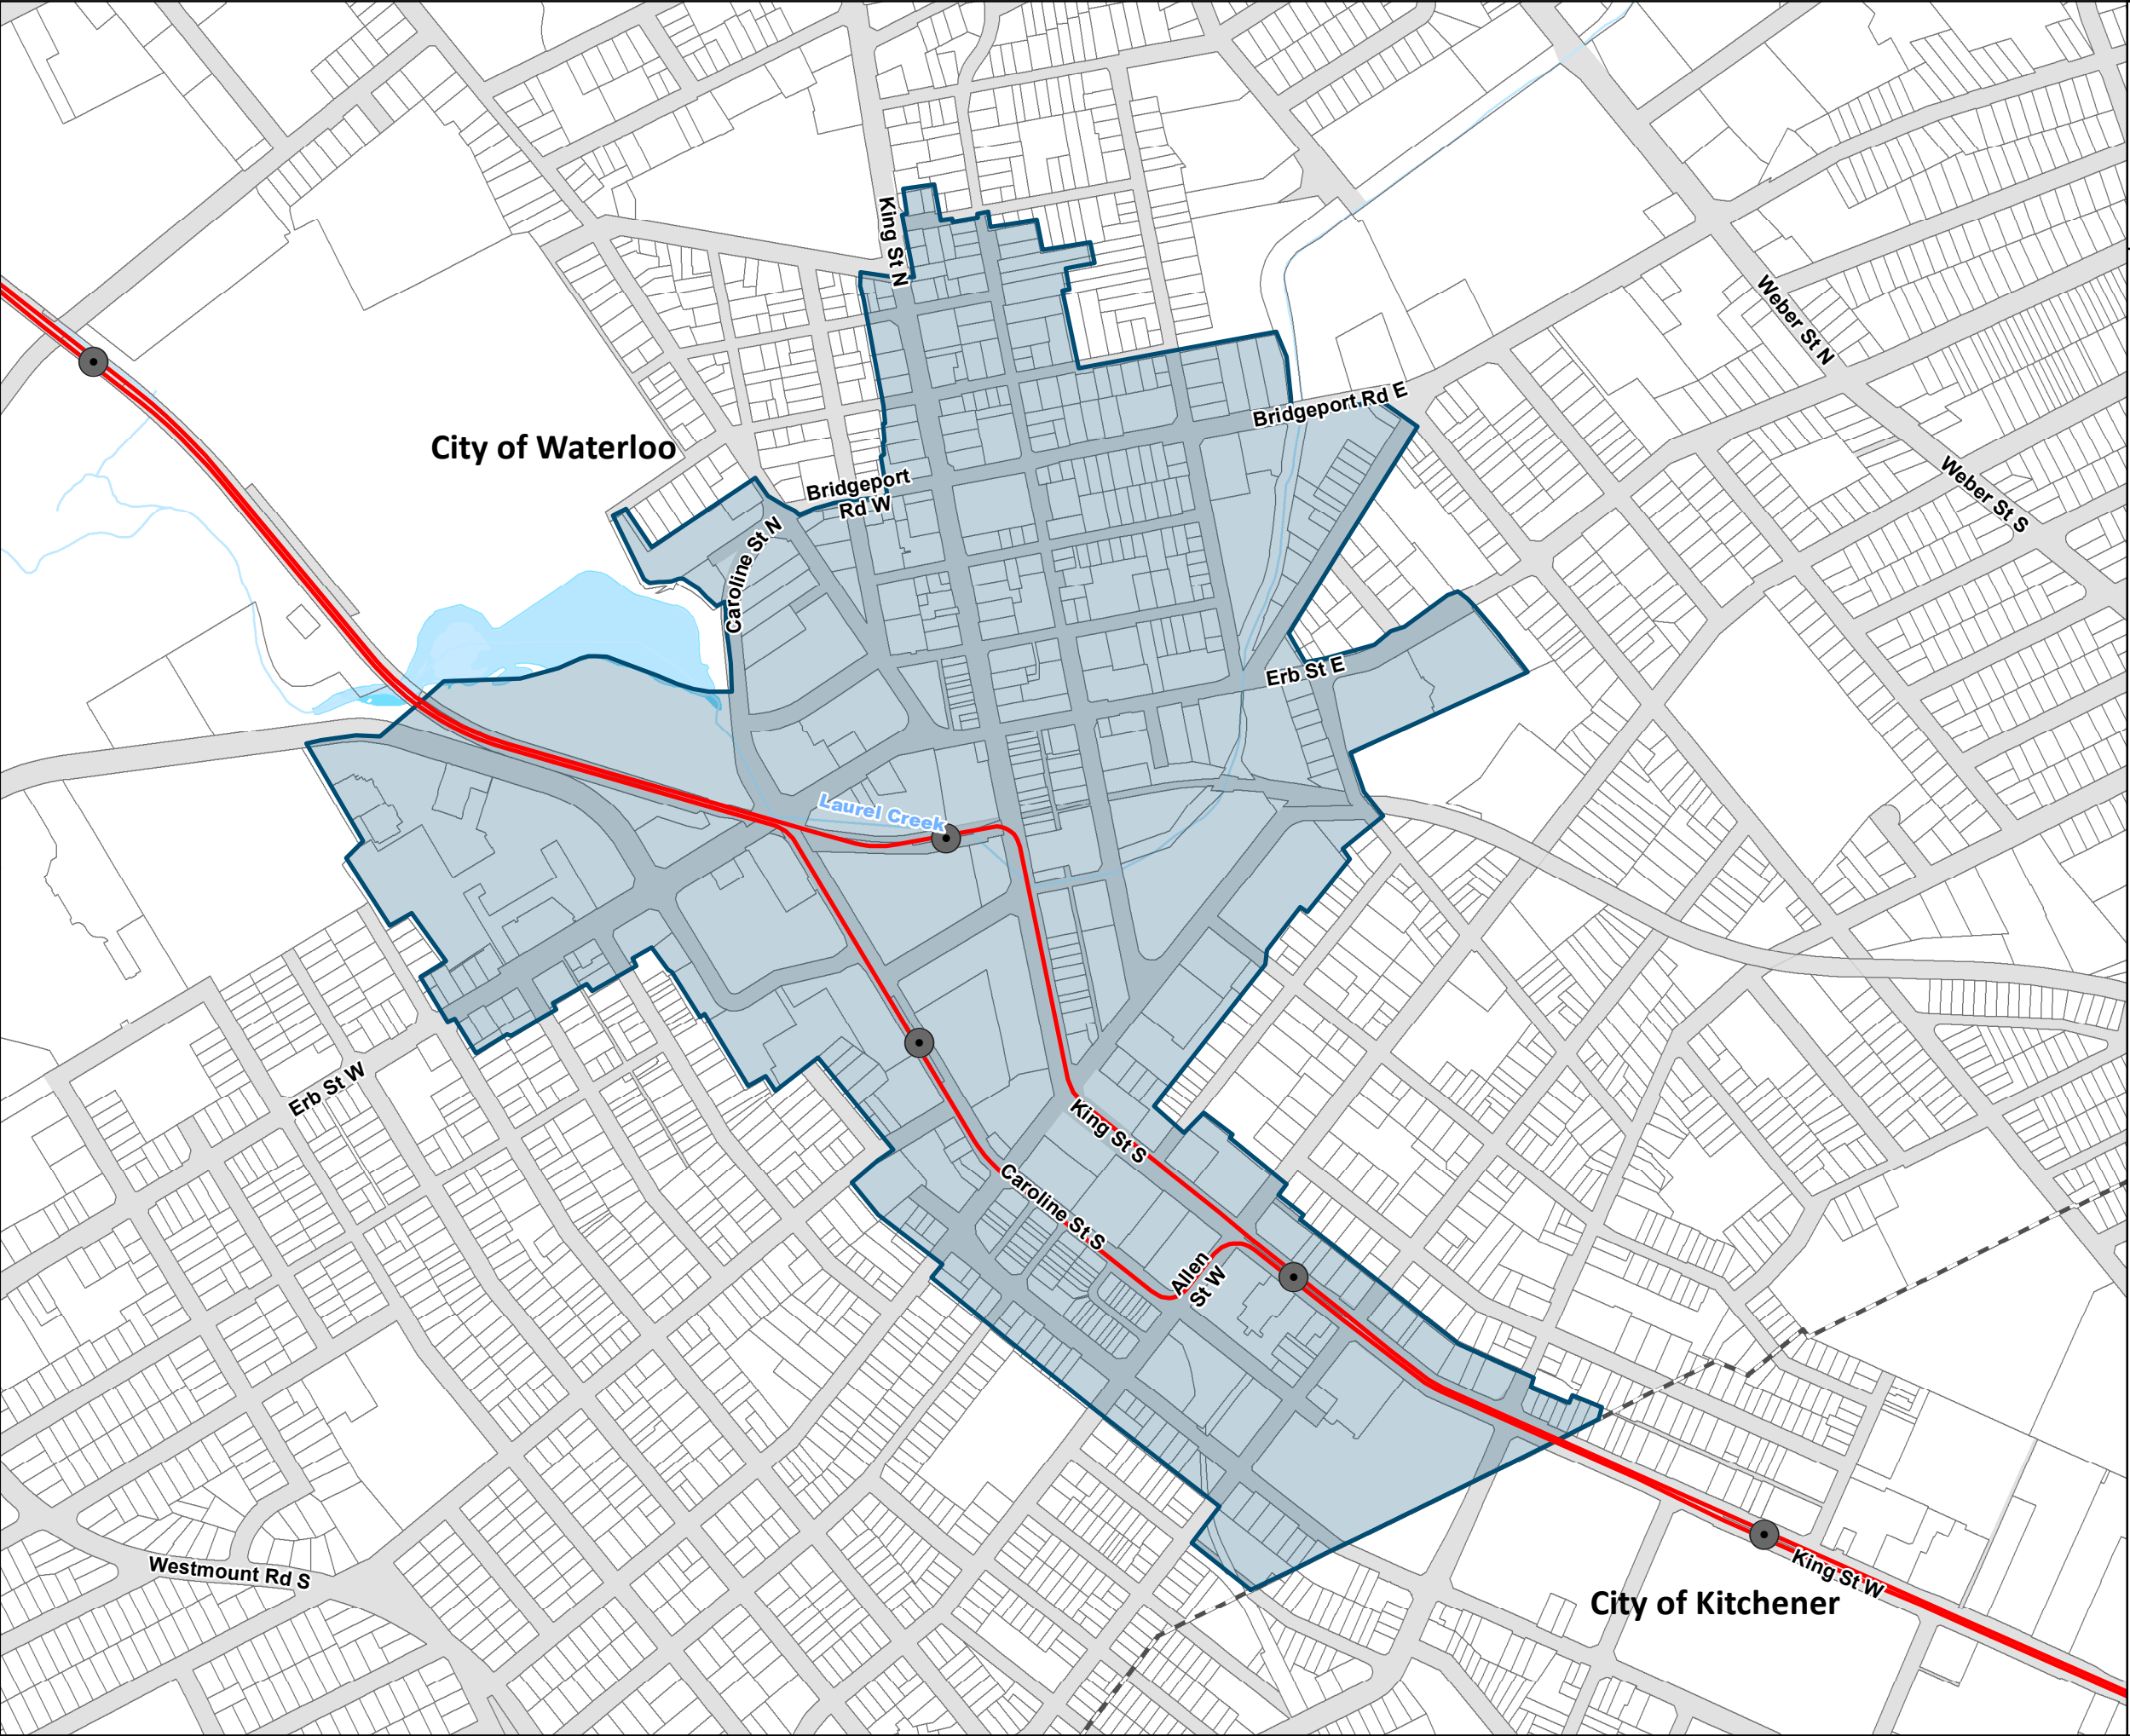 King St N
Weber St N
Bridgeport Rd E
City of Waterloo
Bridgeport
Rd W
Weber St S
Caroline St N
Erb St E
Laurel Creek
Erb St W
King St S
Caroline St S
Allen
St W
Westmount Rd S
King St W
City of Kitchener